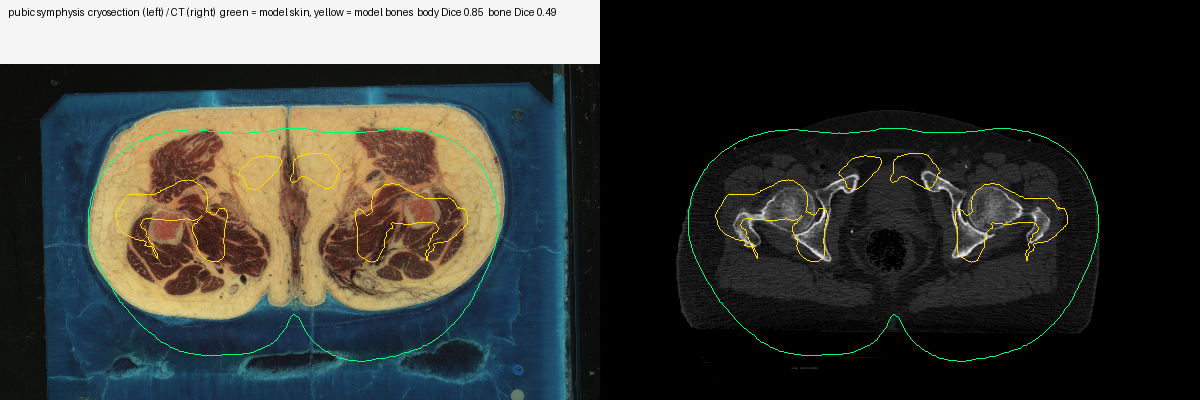 pubic symphysis cryosection (left) / CT (right) green = model skin, yellow = model bones body Dice 0.85 bone Dice 0.49